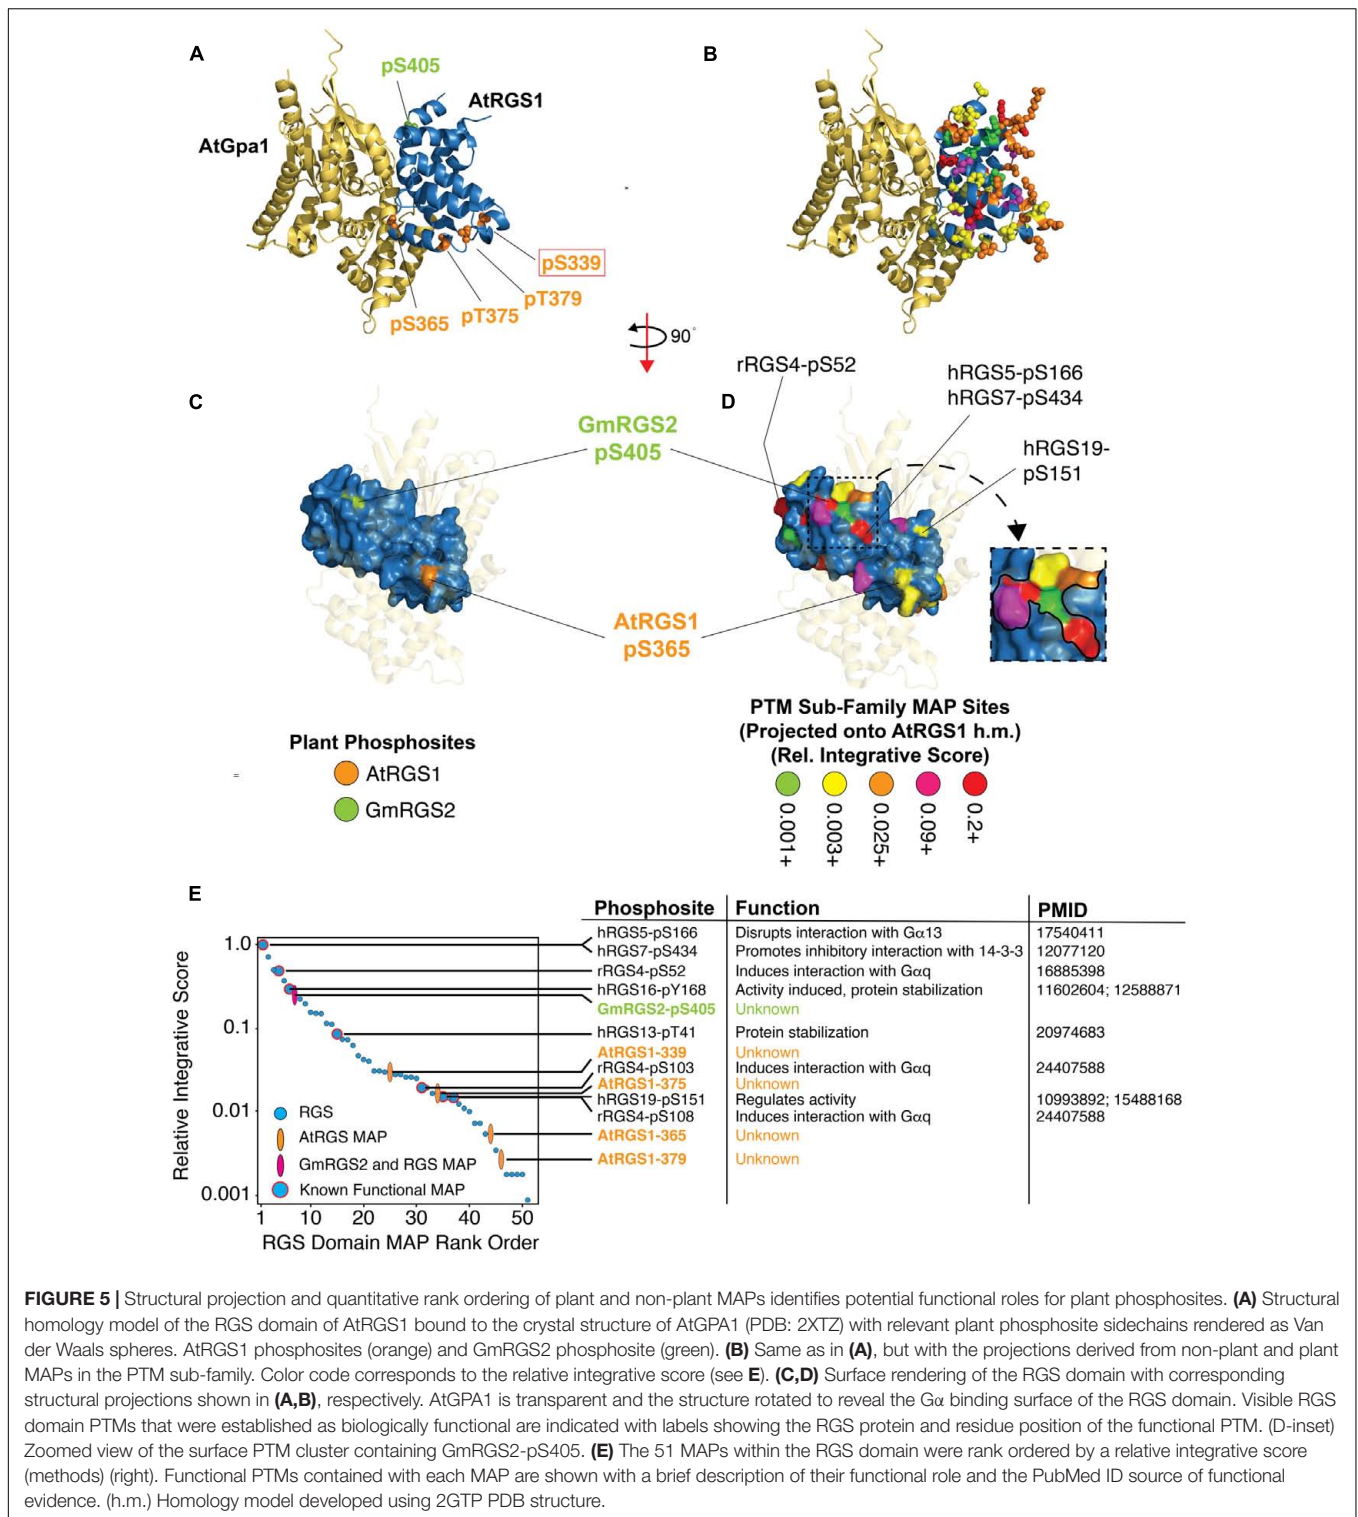 A
pS405
AtRGS1
AtGpa1
pS339
pT379
pT375
pS365
B
90°
C
GmRGS2
pS405
AtRGS1
pS365
D
rRGS4-pS52
hRGS5-pS166
hRGS7-pS434
hRGS19-
pS151
Plant Phosphosites
AtRGS1
GmRGS2
PTM Sub-Family MAP Sites
(Projected onto AtRGS1 h.m.)
(Rel. Integrative Score)
0.001+
0.003+
0.025+
0.09+
0.2+
E
Relative Integrative Score
1.0
0.1
0.01
0.001
RGS
AtRGS MAP
GmRGS2 and RGS MAP
Known Functional MAP
1 10 20 30 40 50
RGS Domain MAP Rank Order
Phosphosite Function PMID
hRGS5-pS166 Disrupts interaction with Gα13 17540411
hRGS7-pS434 Promotes inhibitory interaction with 14-3-3 12077120
rRGS4-pS52 Induces interaction with Gαq 16885398
hRGS16-pY168 Activity induced, protein stabilization 11602604; 12588871
GmRGS2-pS405 Unknown
hRGS13-pT41 Protein stabilization 20974683
AtRGS1-339 Unknown
rRGS4-pS103 Induces interaction with Gαq 24407588
AtRGS1-375 Unknown
hRGS19-pS151 Regulates activity 10993892; 15488168
rRGS4-pS108 Induces interaction with Gαq 24407588
AtRGS1-365 Unknown
AtRGS1-379 Unknown
FIGURE 5 | Structural projection and quantitative rank ordering of plant and non-plant MAPs identifies potential functional roles for plant phosphosites. (A) Structural
homology model of the RGS domain of AtRGS1 bound to the crystal structure of AtGPA1 (PDB: 2XTZ) with relevant plant phosphosite sidechains rendered as Van
der Waals spheres. AtRGS1 phosphosites (orange) and GmRGS2 phosphosite (green). (B) Same as in (A), but with the projections derived from non-plant and plant
MAPs in the PTM sub-family. Color code corresponds to the relative integrative score (see E). (C,D) Surface rendering of the RGS domain with corresponding
structural projections shown in (A,B), respectively. AtGPA1 is transparent and the structure rotated to reveal the Gα binding surface of the RGS domain. Visible RGS
domain PTMs that were established as biologically functional are indicated with labels showing the RGS protein and residue position of the functional PTM. (D-inset)
Zoomed view of the surface PTM cluster containing GmRGS2-pS405. (E) The 51 MAPs within the RGS domain were rank ordered by a relative integrative score
(methods) (right). Functional PTMs contained with each MAP are shown with a brief description of their functional role and the PubMed ID source of functional
evidence. (h.m.) Homology model developed using 2GTP PDB structure.